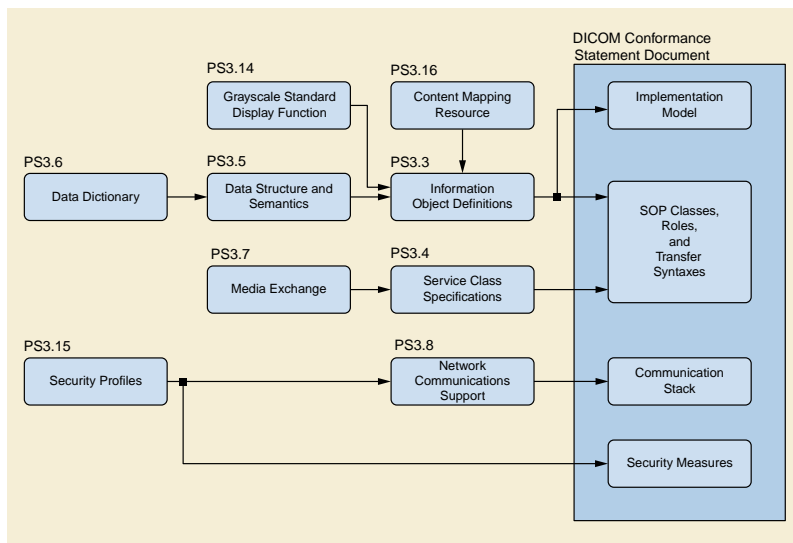 DICOM Conformance
Statement Document
PS3.14
Grayscale Standard
Display Function
PS3.16
Content Mapping
Resource
Implementation
Model
PS3.6
Data Dictionary
PS3.5
Data Structure and
Semantics
PS3.3
Information
Object Definitions
SOP Classes,
Roles,
and
Transfer
Syntaxes
PS3.7
Media Exchange
PS3.4
Service Class
Specifications
PS3.15
Security Profiles
PS3.8
Network
Communications
Support
Communication
Stack
Security Measures